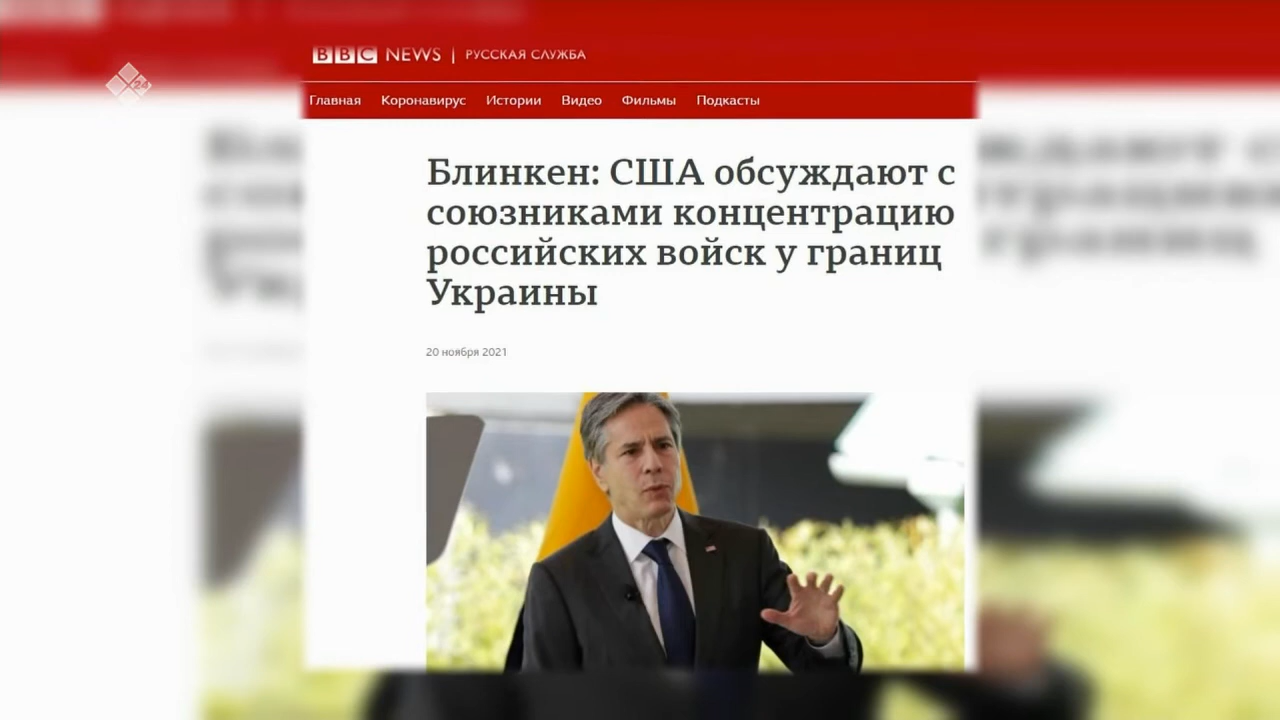 BBC NEWS | РУССКАЯ СЛУЖБА
X24
Главная Коронавирус Истории Видео Фильмы Подкасты
Блинкен: США обсуждают с
союзниками концентрацию
российских войск у границ
Украины
20 ноября 2021